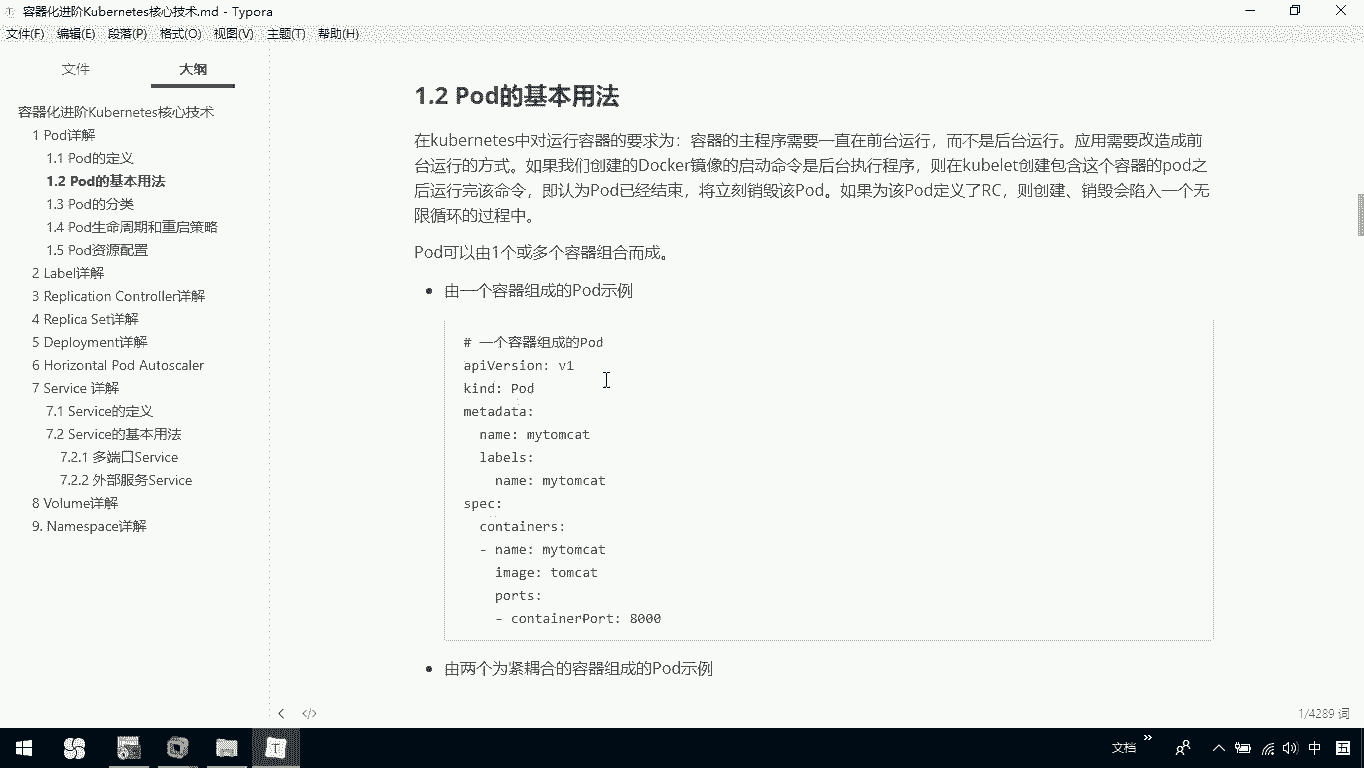 容器化进阶Kubernetes核心技术.md - Typora
文件(F) 编辑(E) 段落(P) 格式(O) 视图(V) 主题(T) 帮助(H)
文件 大纲
容器化进阶Kubernetes核心技术
1 Pod详解
1.1 Pod的定义
1.2 Pod的基本用法
1.3 Pod的分类
1.4 Pod生命周期和重启策略
1.5 Pod资源配置
2 Label详解
3 Replication Controller详解
4 Replica Set详解
5 Deployment详解
6 Horizontal Pod Autoscaler
7 Service 详解
7.1 Service的定义
7.2 Service的基本用法
7.2.1 多端口Service
7.2.2 外部服务Service
8 Volume详解
9. Namespace详解
1.2 Pod的基本用法
在kubernetes中对运行容器的要求为：容器的主程序需要一直在前台运行，而不是后台运行。应用需要改造成前
台运行的方式。如果我们创建的Docker镜像的启动命令是后台执行程序，则在kubelet创建包含这个容器的pod之
后运行完该命令，即认为Pod已经结束，将立刻销毁该Pod。如果为该Pod定义了RC，则创建、销毁会陷入一个无
限循环的过程中。
Pod可以由1个或多个容器组合而成。
由一个容器组成的Pod示例
# 一个容器组成的Pod
apiVersion: v1
kind: Pod
metadata:
name: mytomcat
labels:
name: mytomcat
spec:
containers:
- name: mytomcat
image: tomcat
ports:
- containerPort: 8000
由两个为紧耦合的容器组成的Pod示例
1/4289 词
文档 中 五